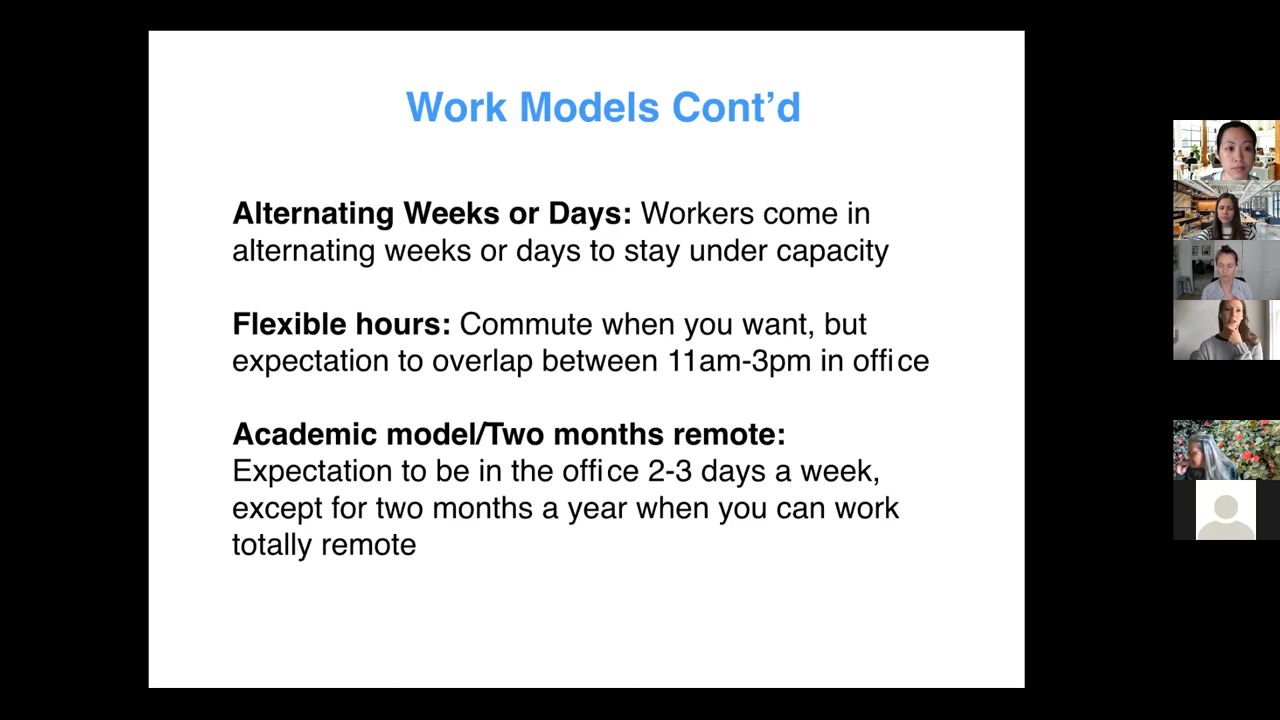 Work Models Cont’d
Alternating Weeks or Days: Workers come in
alternating weeks or days to stay under capacity
Flexible hours: Commute when you want, but
expectation to overlap between 11am-3pm in office
Academic model/Two months remote:
Expectation to be in the office 2-3 days a week,
except for two months a year when you can work
totally remote